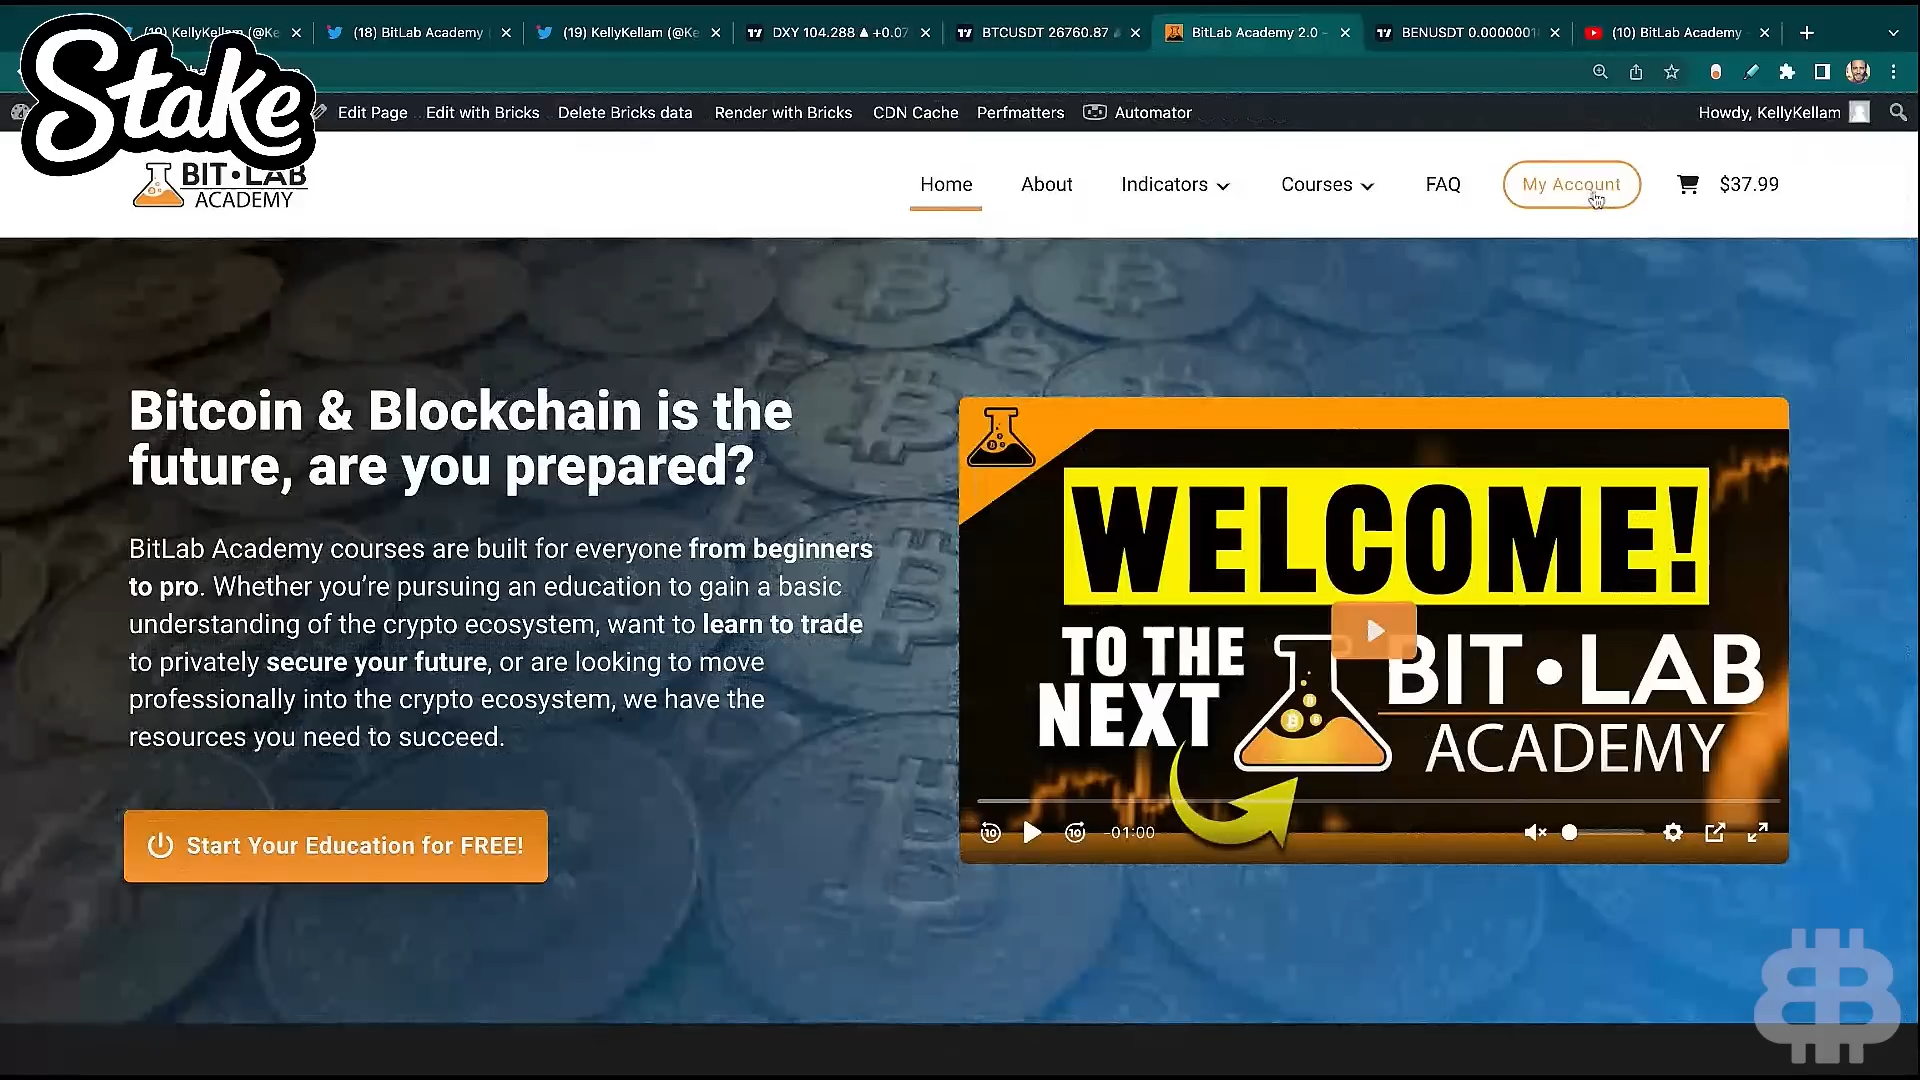 (19) KellyKellam (@Ke
(18) BitLab Academy
(19) KellyKellam (@Ke
DXY 104.288 ▲ +0.07
BTCUSDT 26760.87
BitLab Academy 2.0 -
BENUSDT 0.0000001
(10) BitLab Academy
Stake
Edit Page
Edit with Bricks
Delete Bricks data
Render with Bricks
CDN Cache
Perfmatters
Automator
Howdy, KellyKellam
BIT•LAB
ACADEMY
Home
About
Indicators
Courses
FAQ
My Account
$37.99
Bitcoin & Blockchain is the
future, are you prepared?
BitLab Academy courses are built for everyone from beginners
to pro. Whether you're pursuing an education to gain a basic
understanding of the crypto ecosystem, want to learn to trade
to privately secure your future, or are looking to move
professionally into the crypto ecosystem, we have the
resources you need to succeed.
Start Your Education for FREE!
WELCOME!
TO THE
NEXT
BIT•LAB
ACADEMY
10
10
-01:00